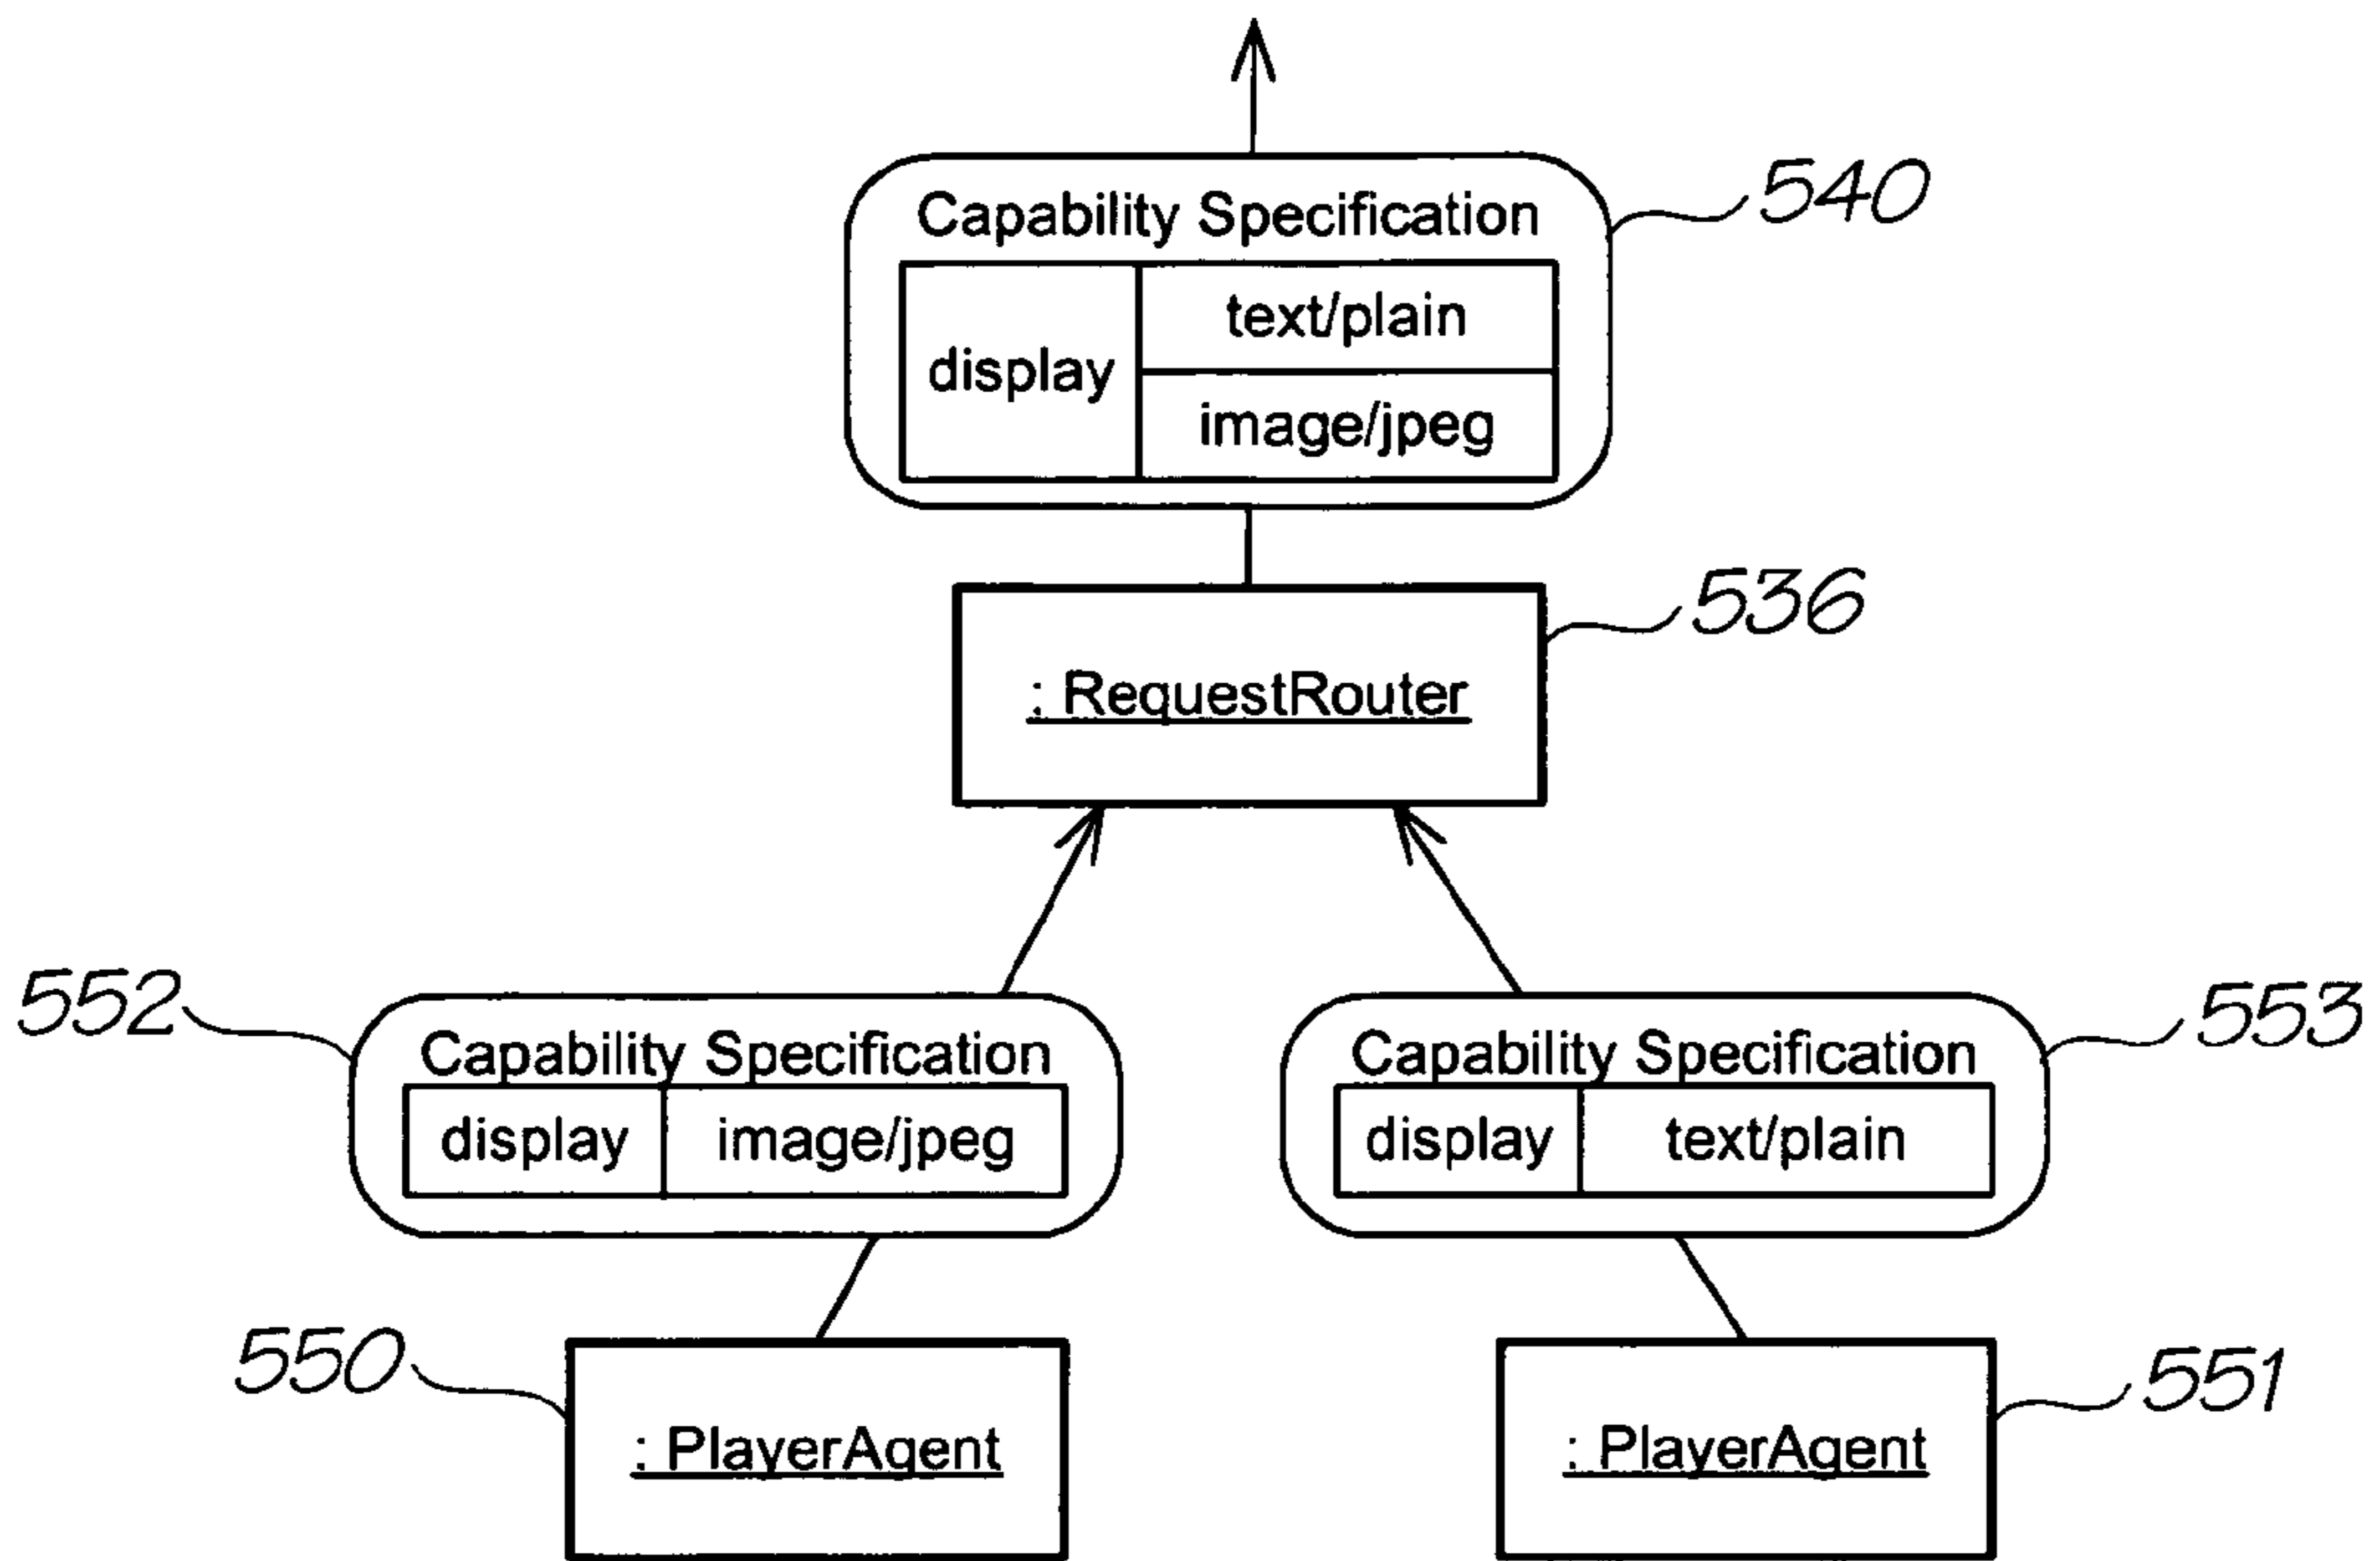 Capability Specification
540
display
text/plain
image/jpeg
536
: RequestRouter
552
Capability Specification
display image/jpeg
553
Capability Specification
display text/plain
550
: PlayerAgent
551
: PlayerAgent